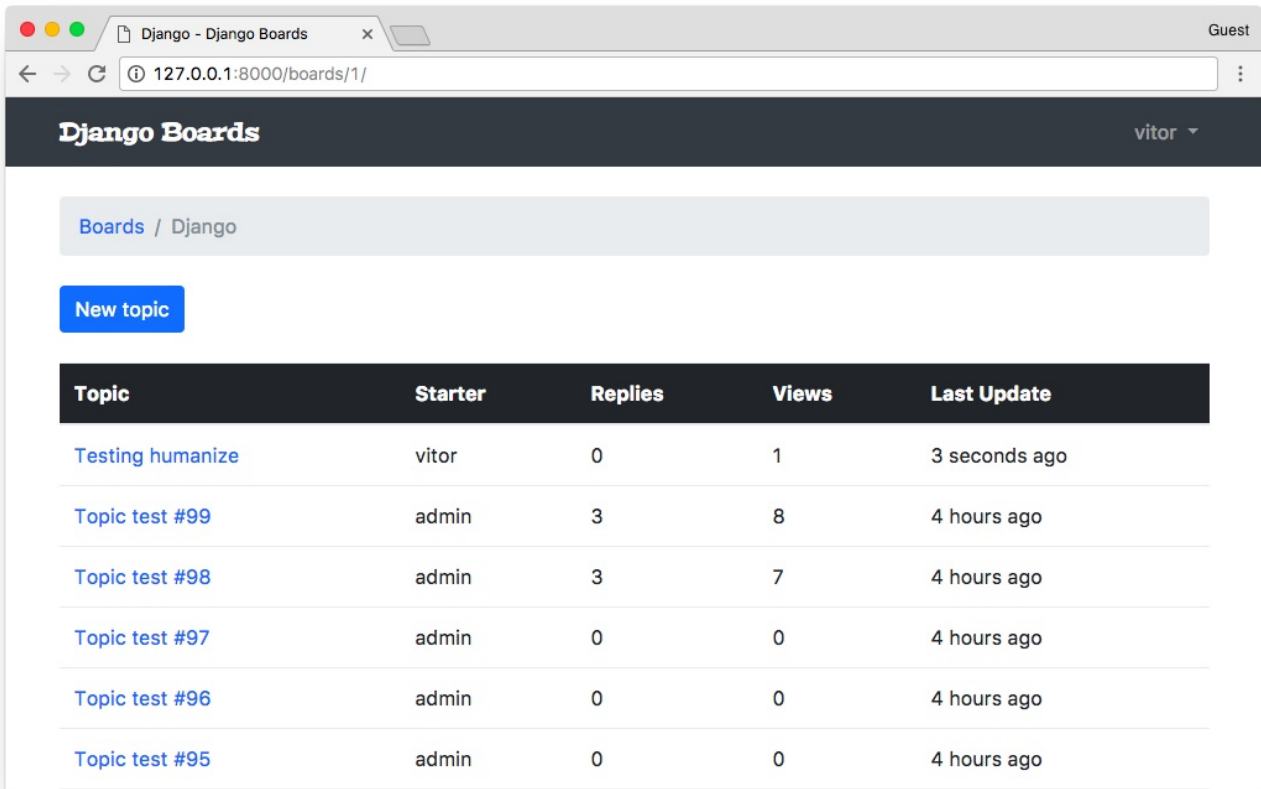 Django - Django Boards
Guest
127.0.0.1:8000/boards/1/
Django Boards
vitor
Boards / Django
New topic
Topic Starter Replies Views Last Update
Testing humanize vitor 0 1 3 seconds ago
Topic test #99 admin 3 8 4 hours ago
Topic test #98 admin 3 7 4 hours ago
Topic test #97 admin 0 0 4 hours ago
Topic test #96 admin 0 0 4 hours ago
Topic test #95 admin 0 0 4 hours ago